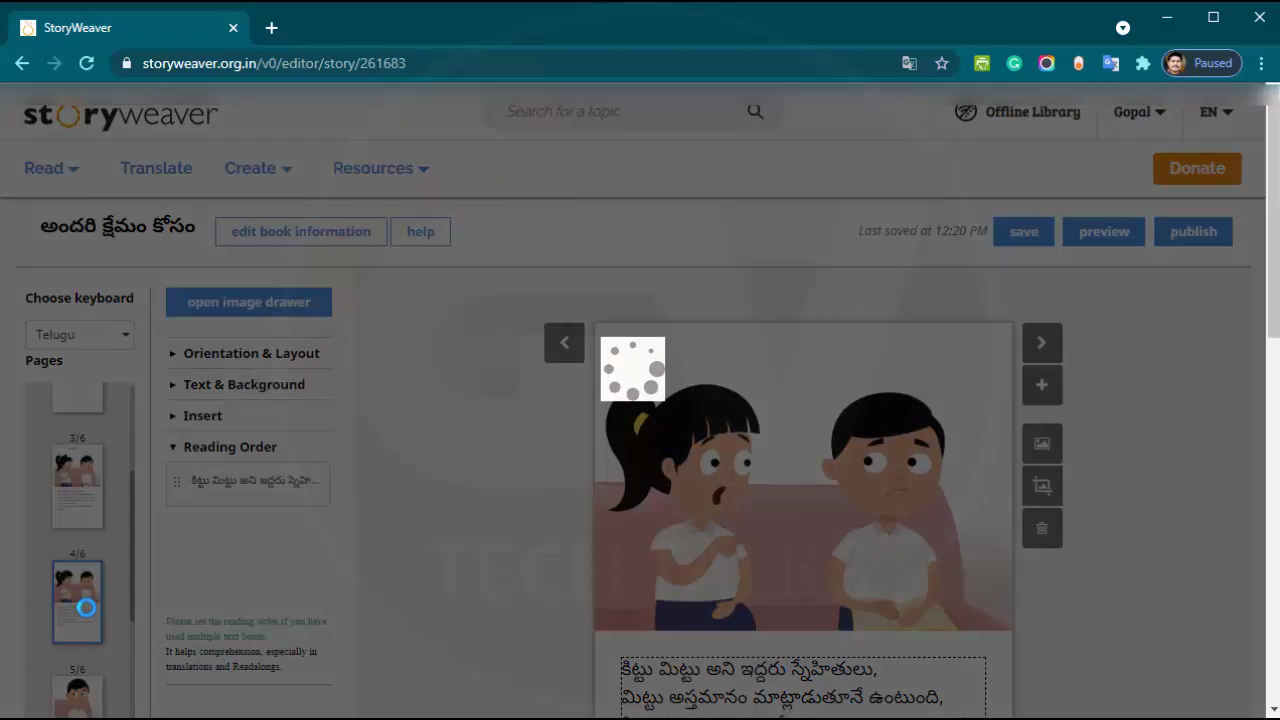 StoryWeaver
storyweaver.org.in/v0/editor/story/261683
Paused
storyweaver
Search for a topic
Offline Library
Gopal
EN
Read
Translate
Create
Resources
Donate
అందరి క్షేమం కోసం
edit book information
help
Last saved at 12:20 PM
save
preview
publish
Choose keyboard
Telugu
Pages
3/6
4/6
5/6
open image drawer
Orientation & Layout
Text & Background
Insert
Reading Order
కిట్టు మిట్టు అని ఇద్దరు స్నేహి...
Please set the reading order, if you have
used multiple text boxes.
It helps comprehension, especially in
translations and Readalongs.
కిట్టు మిట్టు అని ఇద్దరు స్నేహితులు,
మిట్టు అస్తమానం మాట్లాడుతూనే ఉంటుంది,